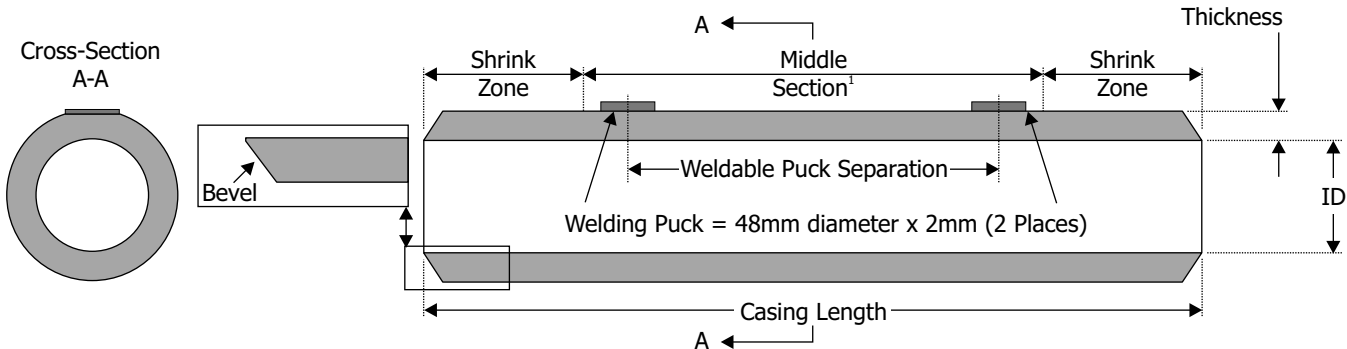 Cross-Section
A-A
Bevel
A
Shrink
Zone
Middle
Section¹
Shrink
Zone
Thickness
Weldable Puck Separation
Welding Puck = 48mm diameter x 2mm (2 Places)
ID
Casing Length
A